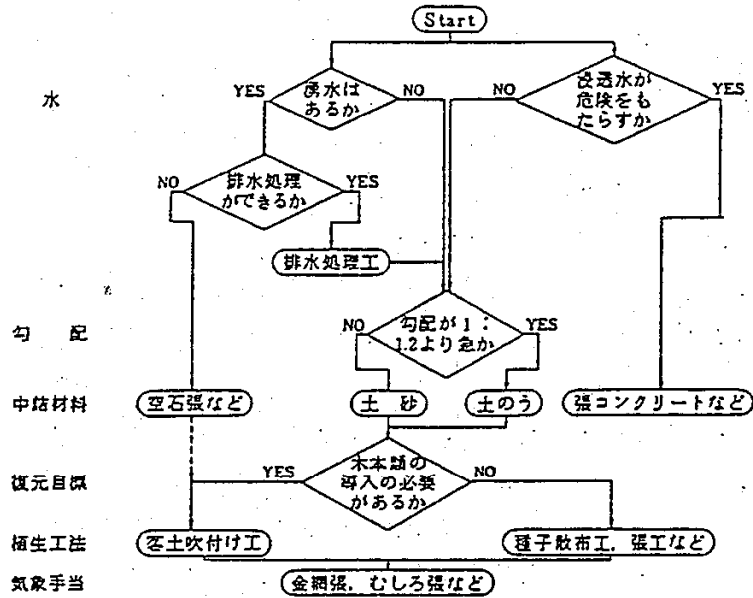 Start
水
YES
湧水は
あるか
NO
NO
浸透水が
危険をも
たらすか
YES
NO
排水処理
ができるか
YES
排水処理工
勾 配
NO
勾配が1:
1.2より急か
YES
中詰材料
空石張など
土 砂
土のう
張コンクリートなど
復元目標
YES
木本類の
導入の必要
があるか
NO
植生工法
客土吹付け工
種子散布工, 張工など
気象手当
金網張, むしろ張など